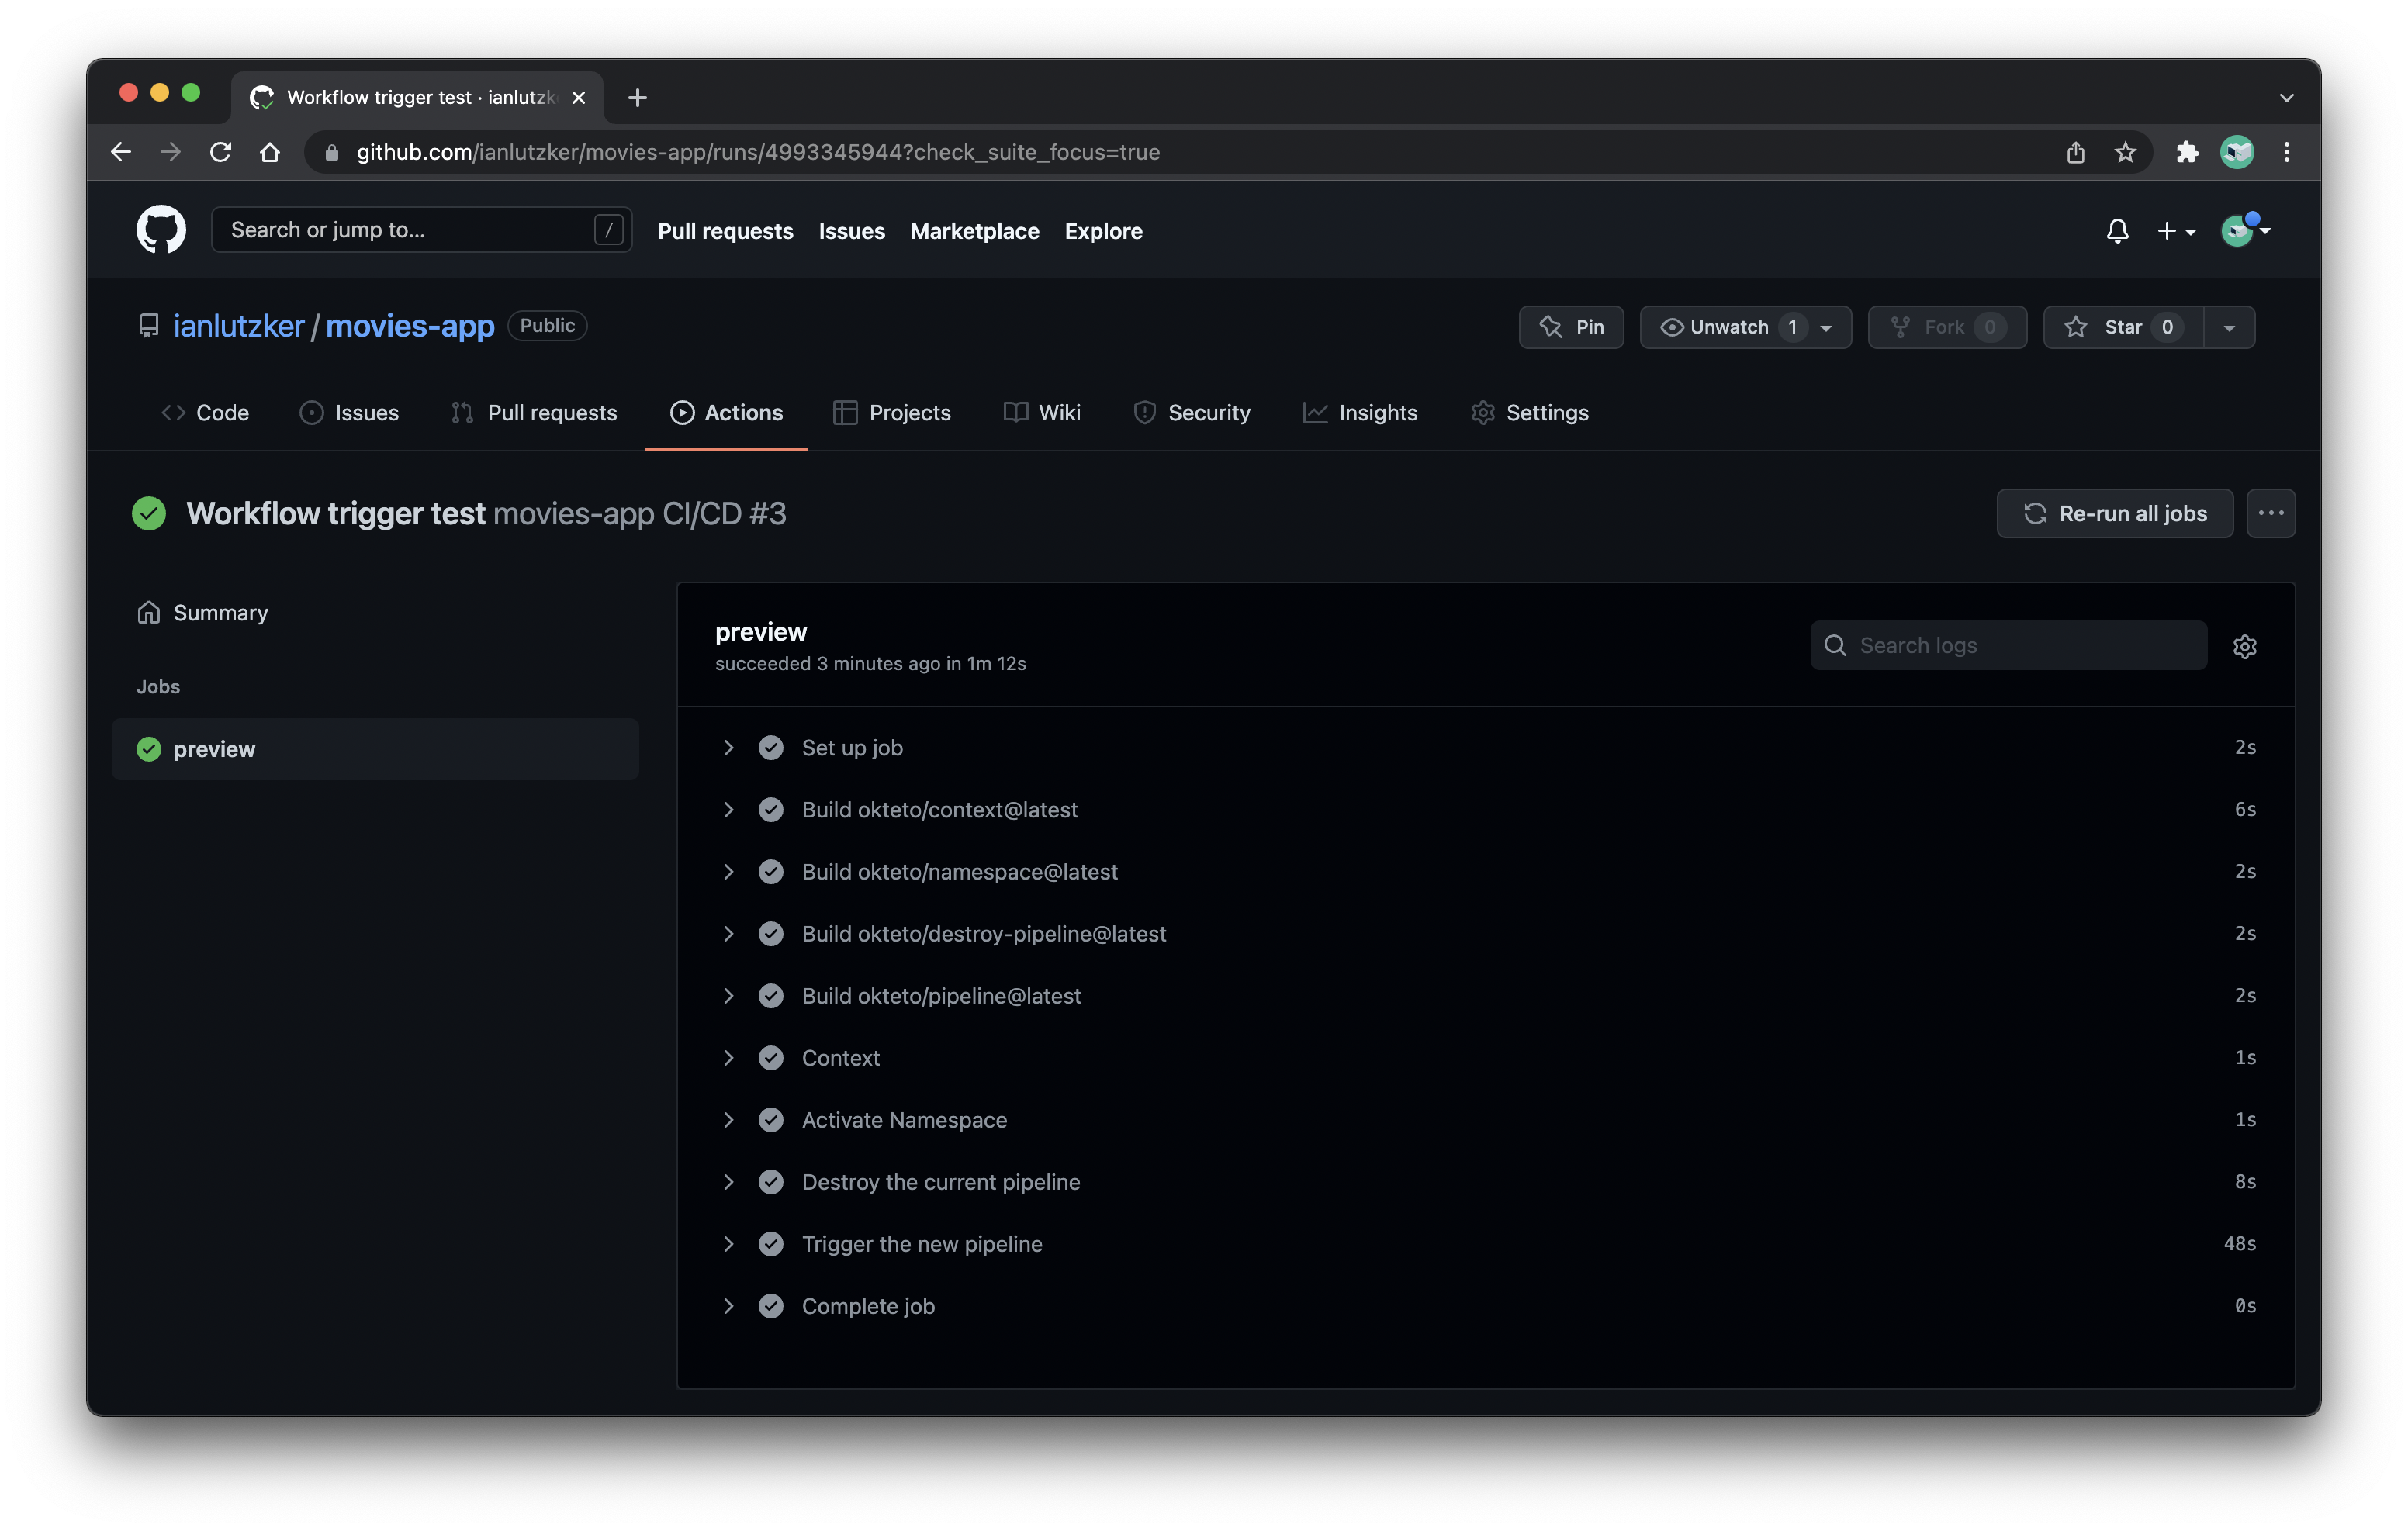 Workflow trigger test · ianlutzk
github.com/ianlutzker/movies-app/runs/4993345944?check_suite_focus=true
Search or jump to... / Pull requests Issues Marketplace Explore
ianlutzker / movies-app Public Pin Unwatch 1 Fork 0 Star 0
Code Issues Pull requests Actions Projects Wiki Security Insights Settings
Workflow trigger test movies-app CI/CD #3 Re-run all jobs
Summary
Jobs
preview
preview
succeeded 3 minutes ago in 1m 12s
Search logs
Set up job 2s
Build okteto/context@latest 6s
Build okteto/namespace@latest 2s
Build okteto/destroy-pipeline@latest 2s
Build okteto/pipeline@latest 2s
Context 1s
Activate Namespace 1s
Destroy the current pipeline 8s
Trigger the new pipeline 48s
Complete job 0s